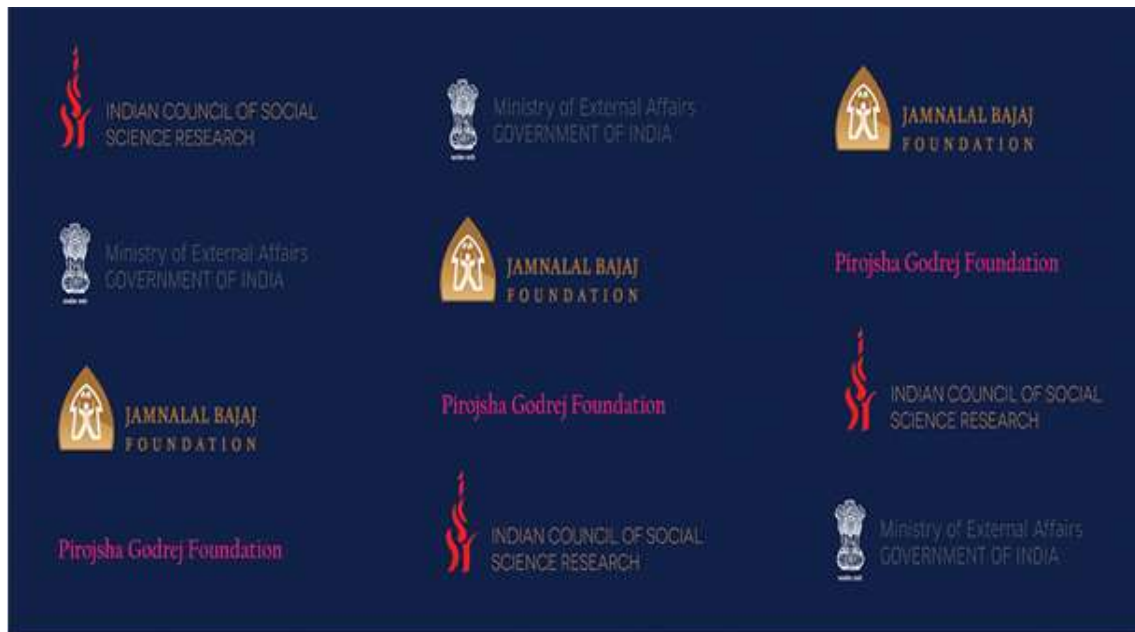 INDIAN COUNCIL OF SOCIAL
SCIENCE RESEARCH
Ministry of External Affairs
GOVERNMENT OF INDIA
JAMNALAL BAJAJ
FOUNDATION
Ministry of External Affairs
GOVERNMENT OF INDIA
JAMNALAL BAJAJ
FOUNDATION
Pirojsha Godrej Foundation
JAMNALAL BAJAJ
FOUNDATION
Pirojsha Godrej Foundation
INDIAN COUNCIL OF SOCIAL
SCIENCE RESEARCH
Pirojsha Godrej Foundation
INDIAN COUNCIL OF SOCIAL
SCIENCE RESEARCH
Ministry of External Affairs
GOVERNMENT OF INDIA